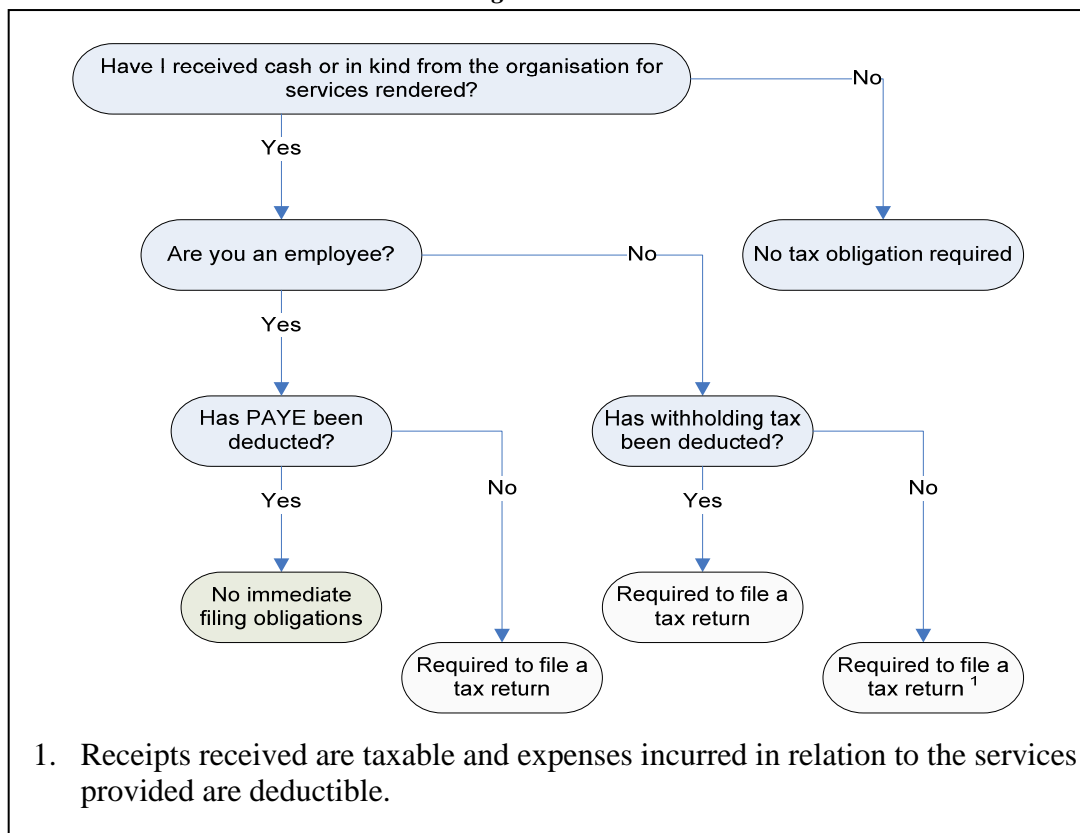 Have I received cash or in kind from the organisation for
services rendered?
No
Yes
Are you an employee?
No
No tax obligation required
Yes
Has PAYE been
deducted?
Has withholding tax
been deducted?
Yes
No
Yes
No
No immediate
filing obligations
Required to file a
tax return
Required to file a
tax return
Required to file a
tax return 1
1. Receipts received are taxable and expenses incurred in relation to the services
provided are deductible.